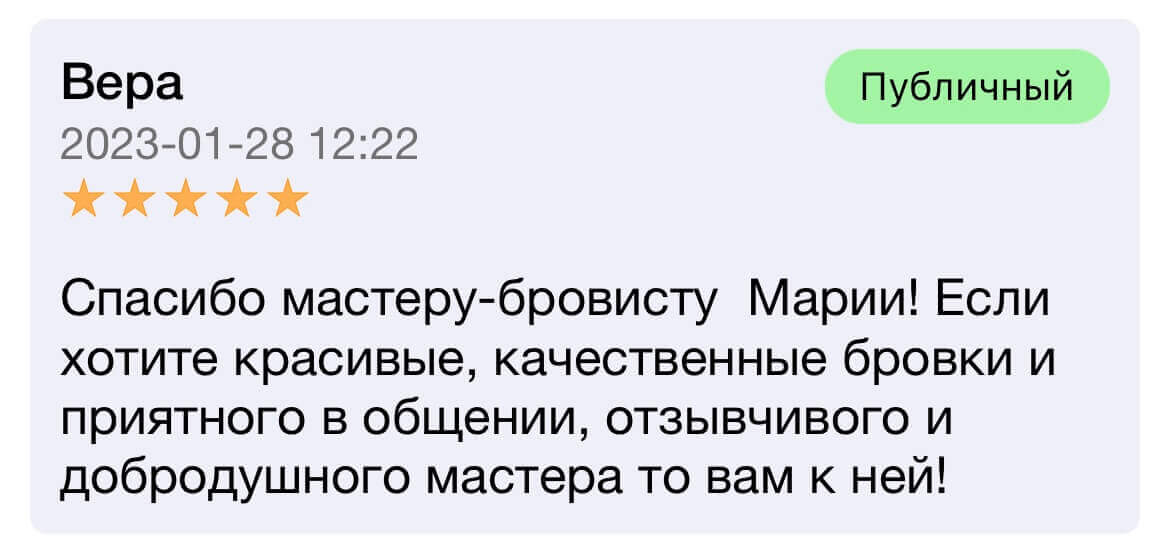 Вера
Публичный
2023-01-28 12:22
★★★★★
Спасибо мастеру-бровисту  Марии! Если
хотите красивые, качественные бровки и
приятного в общении, отзывчивого и
добродушного мастера то вам к ней!